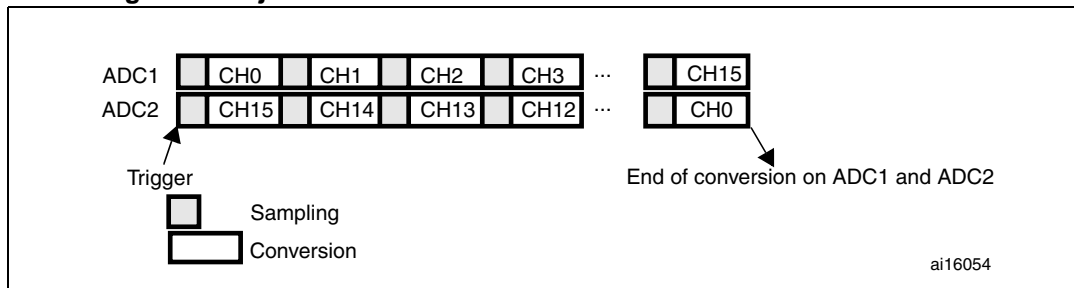 ADC1 CH0 CH1 CH2 CH3 ... CH15
ADC2 CH15 CH14 CH13 CH12 ... CH0
Trigger
End of conversion on ADC1 and ADC2
Sampling
Conversion
ai16054